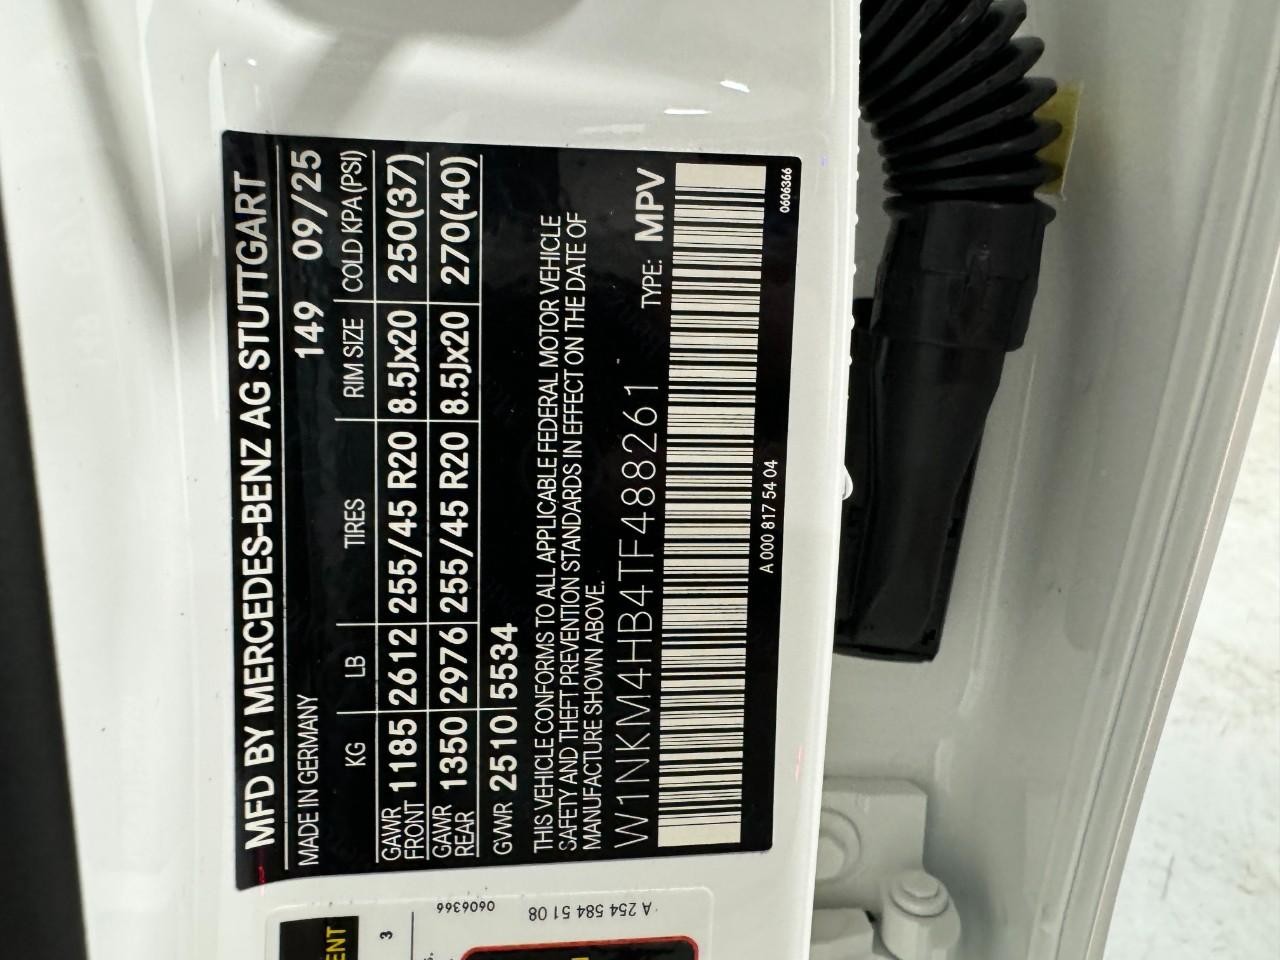 MFD BY MERCEDES-BENZ AG STUTTGART
MADE IN GERMANY 149 09/25
KG LB TIRES RIM SIZE COLD KPA(PSI)
GAWR FRONT 1185 2612 255/45 R20 8.5Jx20 250(37)
GAWR REAR 1350 2976 255/45 R20 8.5Jx20 270(40)
GVWR 2510 5534
THIS VEHICLE CONFORMS TO ALL APPLICABLE FEDERAL MOTOR VEHICLE
SAFETY AND THEFT PREVENTION STANDARDS IN EFFECT ON THE DATE OF
MANUFACTURE SHOWN ABOVE.
W1NKM4HB4TF488261 TYPE: MPV
A 000 817 54 04
0606366
0606366
A 254 584 51 08
ENT
3